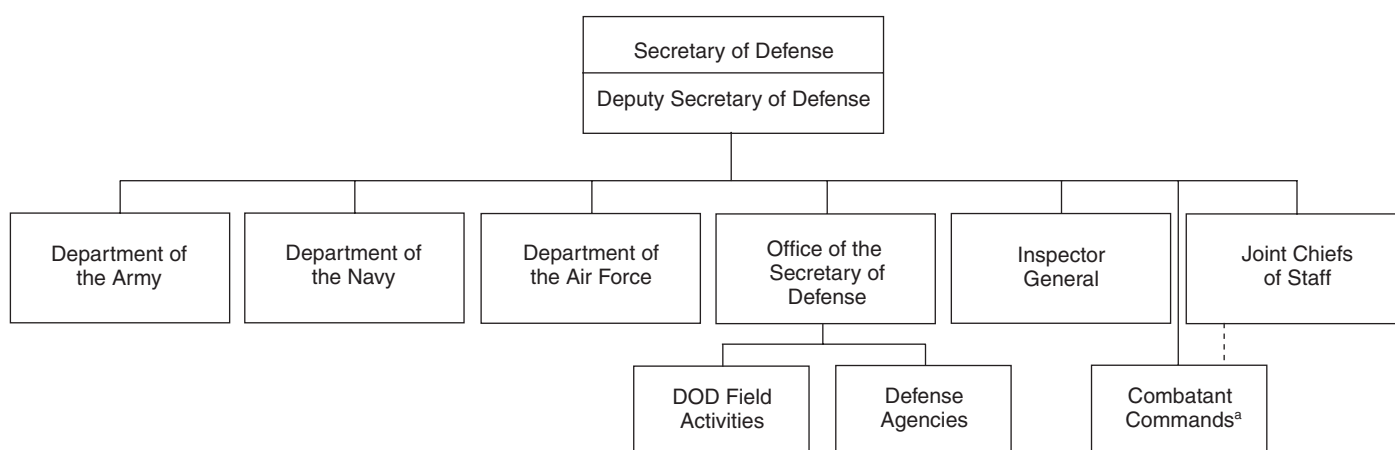 Secretary of Defense
Deputy Secretary of Defense
Department of
the Army
Department of
the Navy
Department of
the Air Force
Office of the
Secretary of
Defense
Inspector
General
Joint Chiefs
of Staff
DOD Field
Activities
Defense
Agencies
Combatant
Commandsᵃ